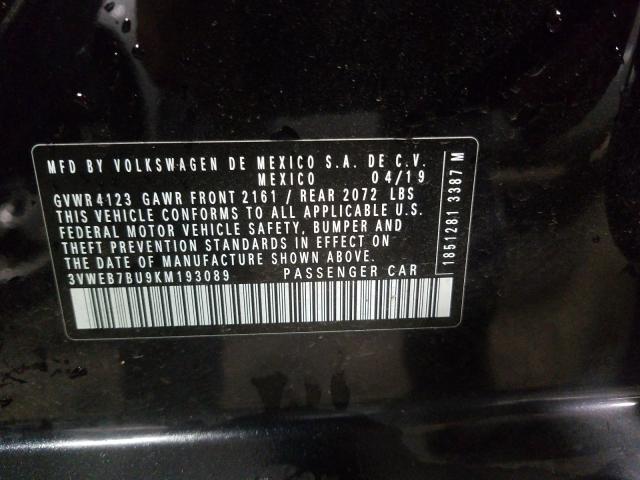 MFD BY VOLKSWAGEN DE MEXICO S.A. DE C.V.
MEXICO 04/19
GVWR 4123 GAWR FRONT 2161 / REAR 2072 LBS
THIS VEHICLE CONFORMS TO ALL APPLICABLE U.S.
FEDERAL MOTOR VEHICLE SAFETY, BUMPER AND
THEFT PREVENTION STANDARDS IN EFFECT ON
THE DATE OF MANUFACTURE SHOWN ABOVE.
3VWEB7BU9KM193089 PASSENGER CAR
1851281 3387 M